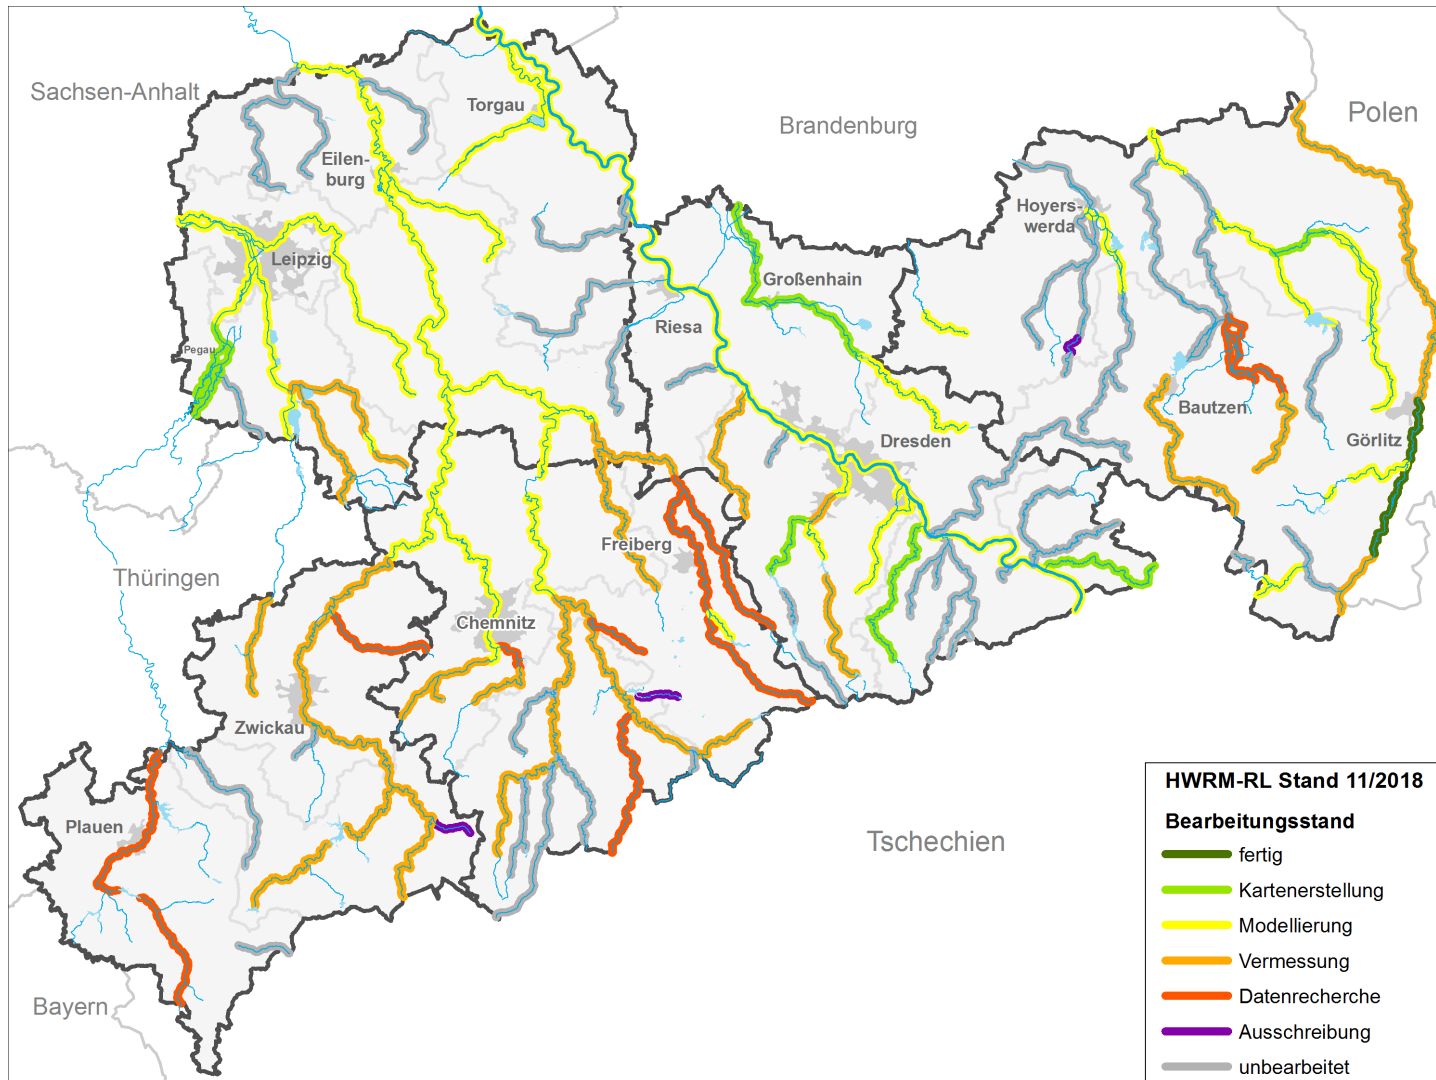 Sachsen-Anhalt
Torgau
Brandenburg
Polen
Eilen-
burg
Hoyers-
werda
Leipzig
Großenhain
Riesa
Pegau
Bautzen
Dresden
Görlitz
Freiberg
Thüringen
Chemnitz
Zwickau
Plauen
Tschechien
Bayern
HWRM-RL Stand 11/2018
Bearbeitungsstand
fertig
Kartenerstellung
Modellierung
Vermessung
Datenrecherche
Ausschreibung
unbearbeitet